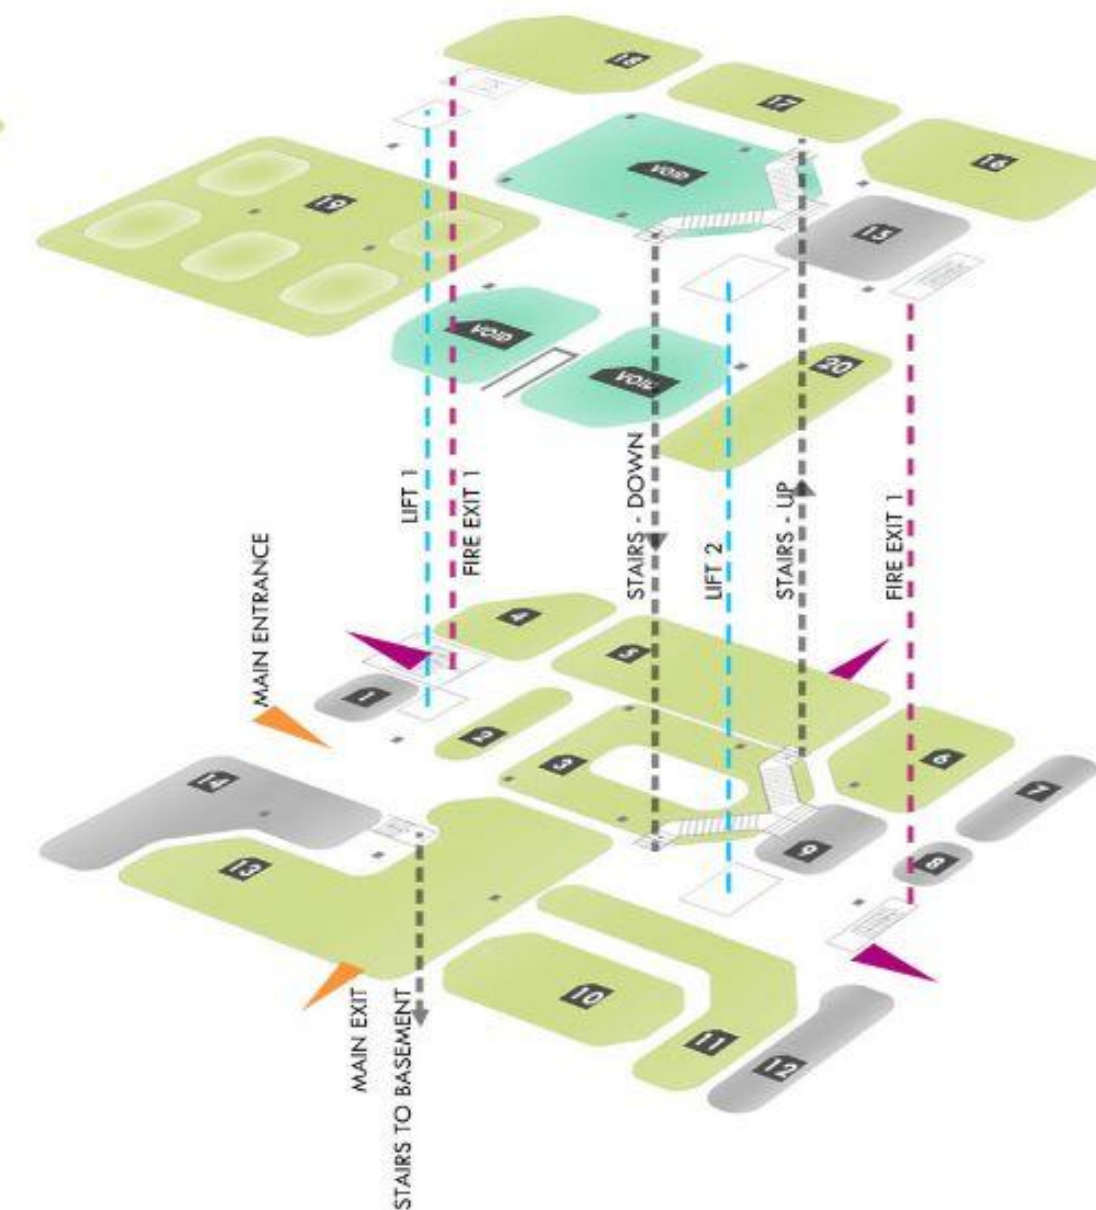 18
17
16
VOID
19
15
VOID
VOID
20
LIFT 1
FIRE EXIT 1
STAIRS - DOWN
LIFT 2
STAIRS - UP
FIRE EXIT 1
MAIN ENTRANCE
4
5
1
2
3
6
7
14
13
9
8
10
11
12
MAIN EXIT
STAIRS TO BASEMENT